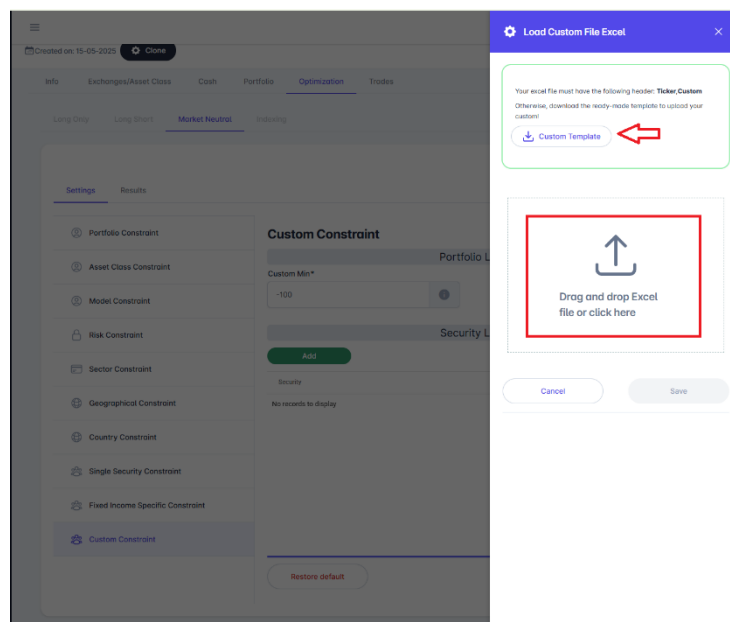 Created on: 15-05-2025
Clone
Info Exchanges/Asset Class Cash Portfolio Optimization Trades
Long Only Long Short Market Neutral
Settings Results
Portfolio Constraint
Asset Class Constraint
Model Constraint
Risk Constraint
Sector Constraint
Geographical Constraint
Country Constraint
Single Security Constraint
Fixed Income Specific Constraint
Custom Constraint
Custom Constraint
Portfolio L
Custom Min*
-100
Security L
Add
Security
No records to display
Restore default
Load Custom File Excel
Your excel file must have the following header: Ticker,Custom
Otherwise, download the ready-made template to upload your
custom!
Custom Template
Drag and drop Excel
file or click here
Cancel Save